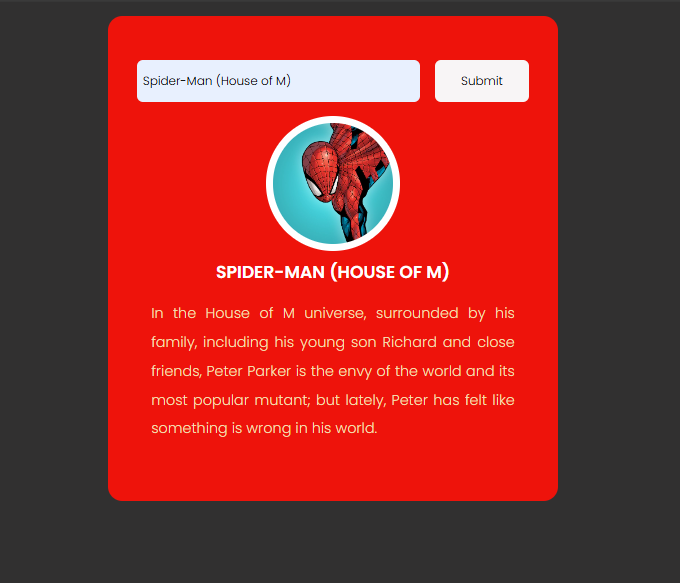 Spider-Man (House of M)
Submit
SPIDER-MAN (HOUSE OF M)
In the House of M universe, surrounded by his
family, including his young son Richard and close
friends, Peter Parker is the envy of the world and its
most popular mutant; but lately, Peter has felt like
something is wrong in his world.